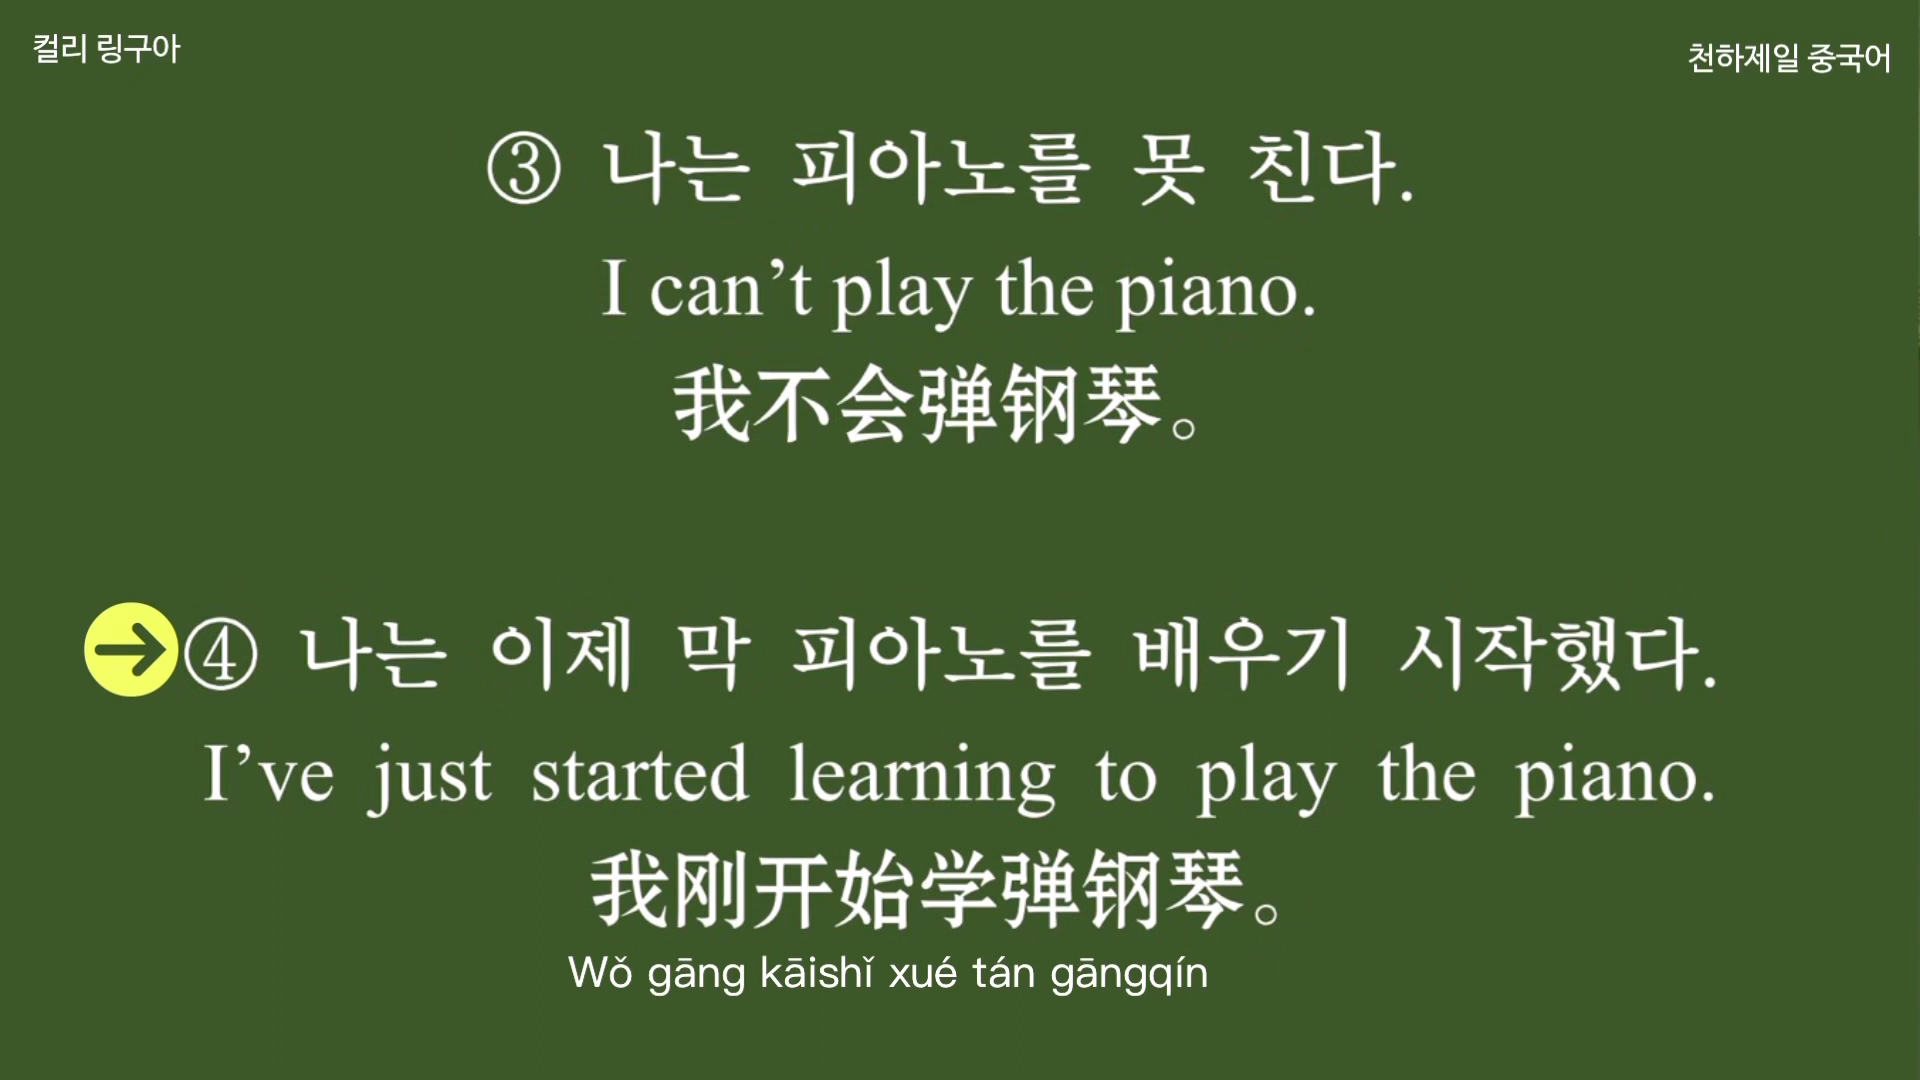 컬리 링구아
천하제일 중국어
③ 나는 피아노를 못 친다.
I can’t play the piano.
我不会弹钢琴。
④ 나는 이제 막 피아노를 배우기 시작했다.
I’ve just started learning to play the piano.
我刚开始学弹钢琴。
Wǒ gāng kāishǐ xué tán gāngqín